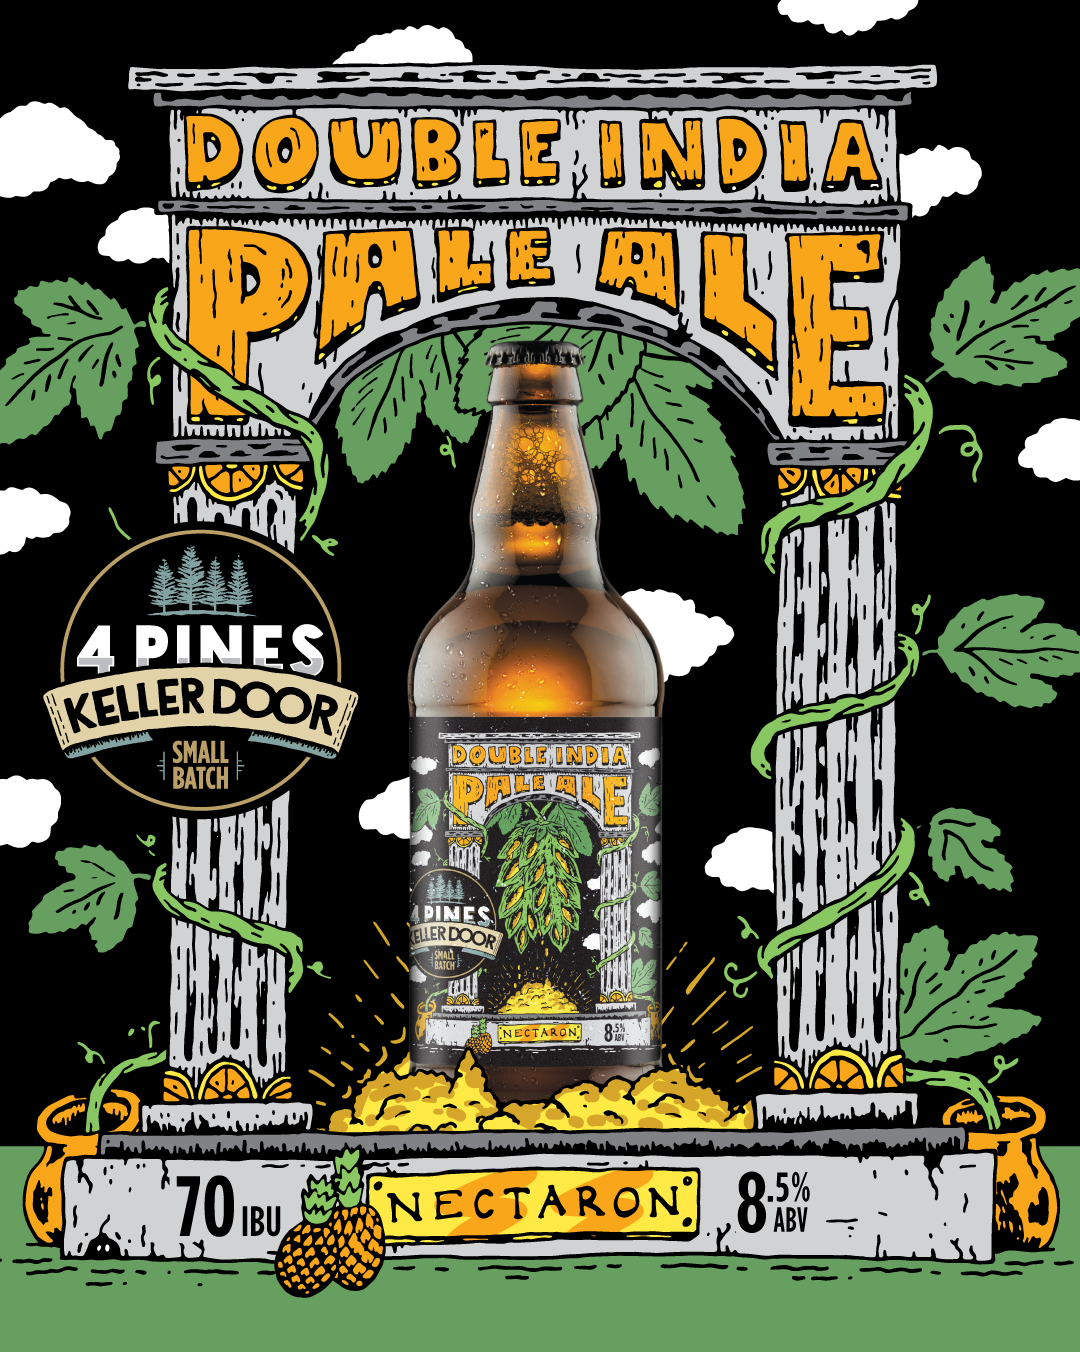 DOUBLE INDIA
PALE ALE
4 PINES
KELLER DOOR
SMALL
BATCH
DOUBLE INDIA
PALE ALE
4 PINES
KELLER DOOR
SMALL
BATCH
NECTARON
8.5%
ABV
70 IBU
NECTARON
8.5%
ABV